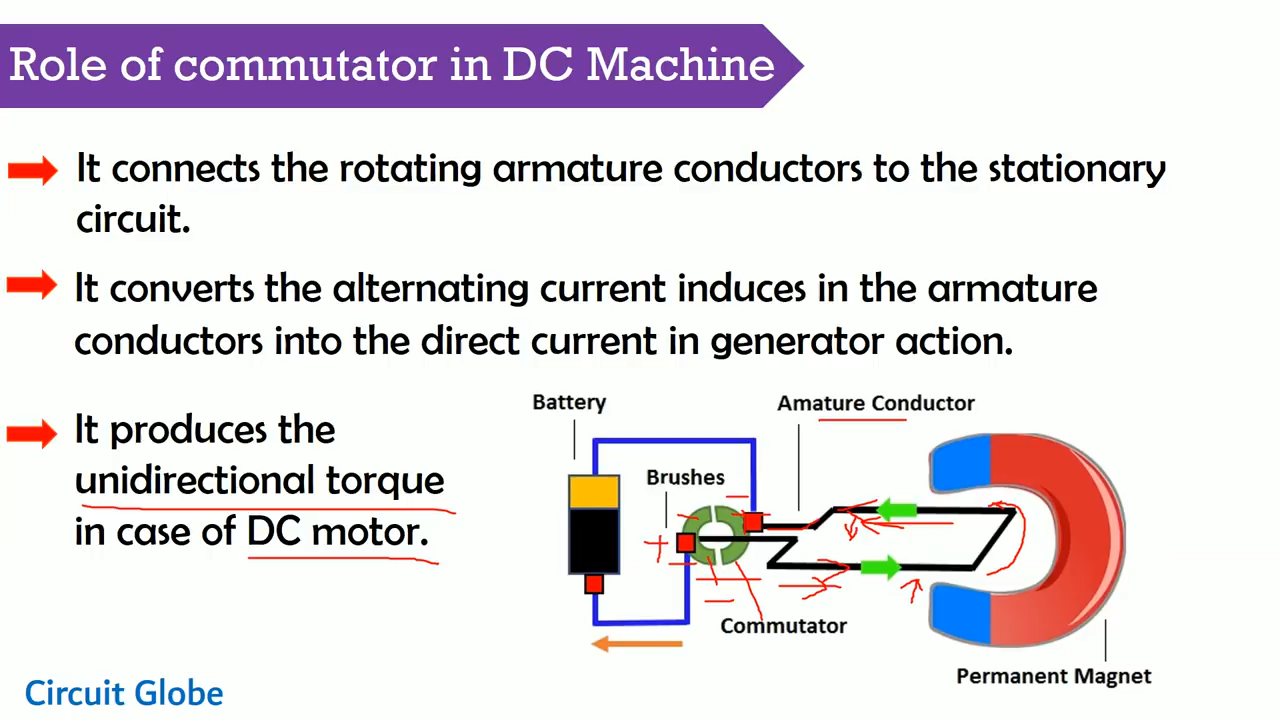 Role of commutator in DC Machine
It connects the rotating armature conductors to the stationary
circuit.
It converts the alternating current induces in the armature
conductors into the direct current in generator action.
It produces the
unidirectional torque
in case of DC motor.
Battery
Amature Conductor
Brushes
+
Commutator
Permanent Magnet
Circuit Globe